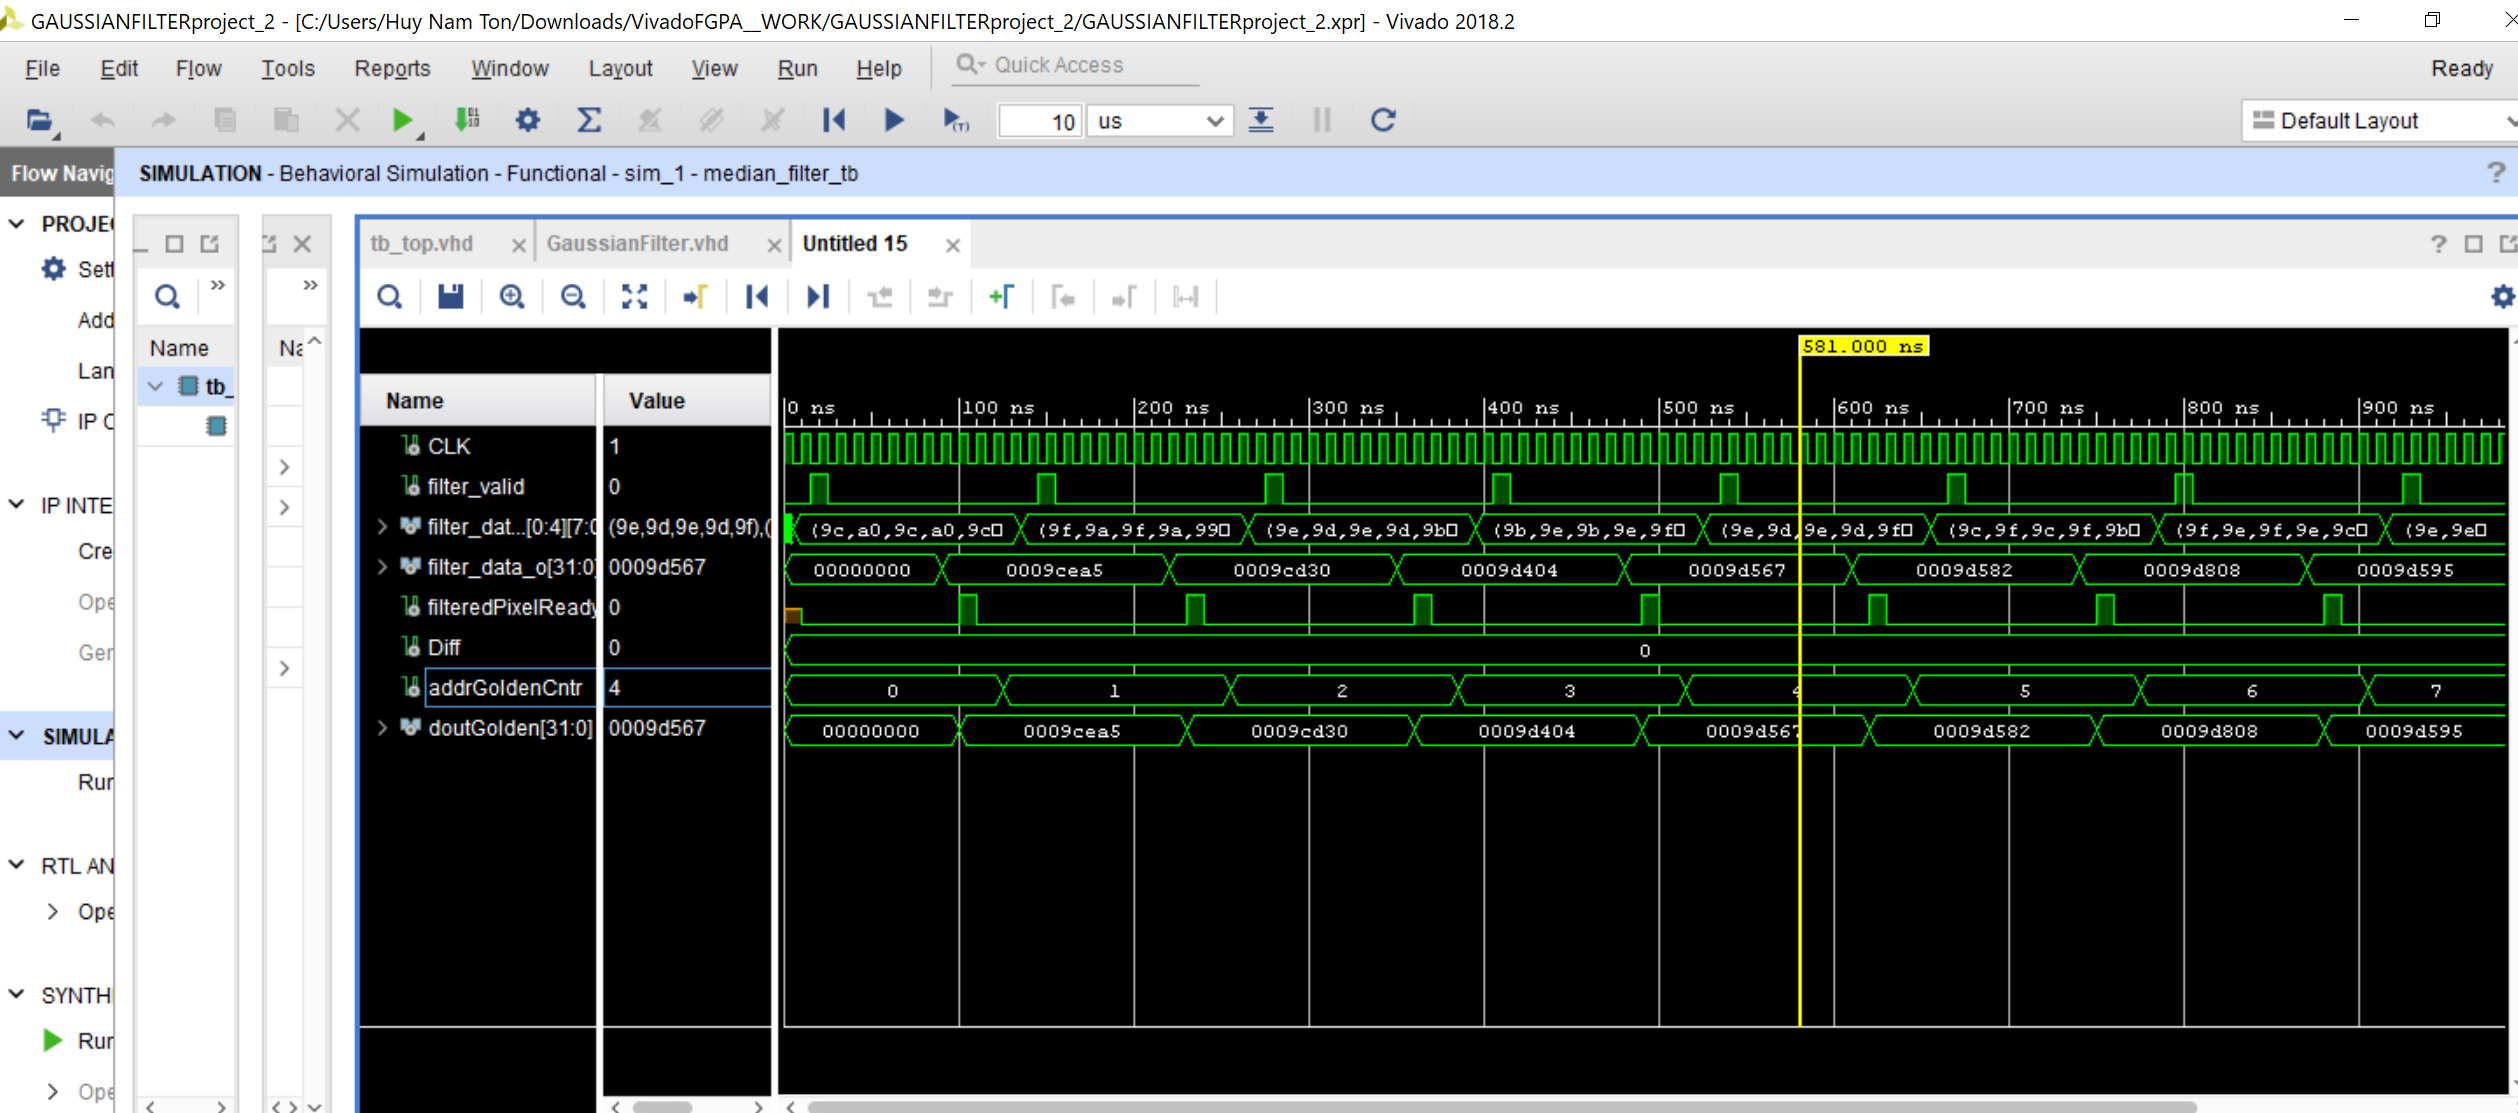 GAUSSIANFILTERproject_2 - [C:/Users/Huy Nam Ton/Downloads/VivadoFGPA__WORK/GAUSSIANFILTERproject_2/GAUSSIANFILTERproject_2.xpr] - Vivado 2018.2
File Edit Flow Tools Reports Window Layout View Run Help Quick Access Ready
10 us Default Layout
Flow Navig SIMULATION - Behavioral Simulation - Functional - sim_1 - median_filter_tb ?
PROJE
Sett
Add
Lan
IP C
IP INTE
Cre
Ope
Ger
SIMULA
Rur
RTL AN
Ope
SYNTH
Rur
Ope
Name
tb_
Na
tb_top.vhd GaussianFilter.vhd Untitled 15 ?
Name Value
581.000 ns
0 ns 100 ns 200 ns 300 ns 400 ns 500 ns 600 ns 700 ns 800 ns 900 ns
CLK 1
filter_valid 0
filter_dat...[0:4][7:0 (9e,9d,9e,9d,9f),( (9c,a0,9c,a0,9c (9f,9a,9f,9a,99 (9e,9d,9e,9d,9b (9b,9e,9b,9e,9f (9e,9d,9e,9d,9f (9c,9f,9c,9f,9b (9f,9e,9f,9e,9c (9e,9e
filter_data_o[31:0] 0009d567 00000000 0009cea5 0009cd30 0009d404 0009d567 0009d582 0009d808 0009d595
filteredPixelReady 0
Diff 0 0
addrGoldenCntr 4 0 1 2 3 4 5 6 7
doutGolden[31:0] 0009d567 00000000 0009cea5 0009cd30 0009d404 0009d567 0009d582 0009d808 0009d595